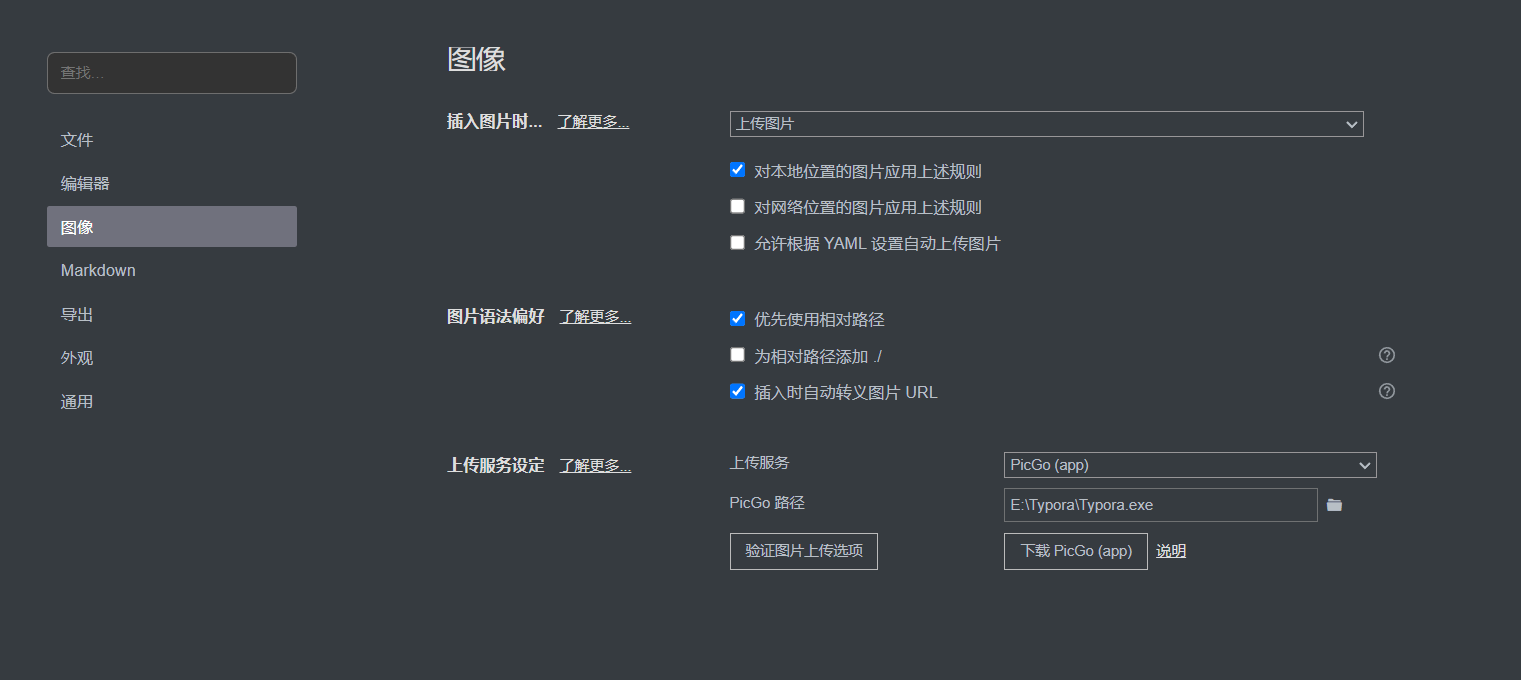 查找...
文件
编辑器
图像
Markdown
导出
外观
通用
图像
插入图片时... 了解更多... 上传图片
对本地位置的图片应用上述规则
对网络位置的图片应用上述规则
允许根据 YAML 设置自动上传图片
图片语法偏好 了解更多... 优先使用相对路径
为相对路径添加 ./
插入时自动转义图片 URL
上传服务设定 了解更多... 上传服务 PicGo (app)
PicGo 路径 E:\Typora\Typora.exe
验证图片上传选项 下载 PicGo (app) 说明